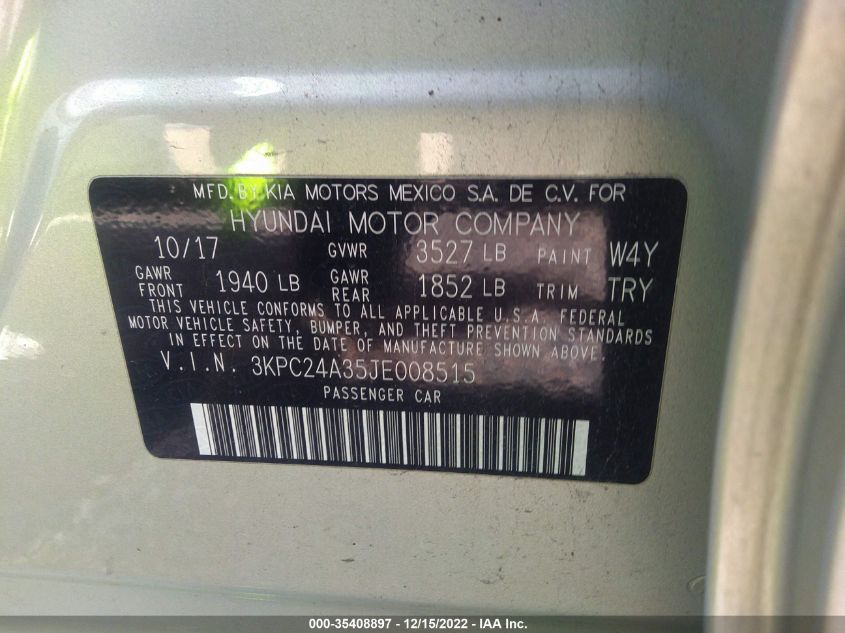 MFD. BY KIA MOTORS MEXICO S.A. DE C.V. FOR
HYUNDAI MOTOR COMPANY
10/17 GVWR 3527 LB PAINT W4Y
GAWR FRONT 1940 LB GAWR REAR 1852 LB TRIM TRY
THIS VEHICLE CONFORMS TO ALL APPLICABLE U.S.A. FEDERAL
MOTOR VEHICLE SAFETY, BUMPER, AND THEFT PREVENTION STANDARDS
IN EFFECT ON THE DATE OF MANUFACTURE SHOWN ABOVE.
V.I.N. 3KPC24A35JE008515
PASSENGER CAR
000-35408897 - 12/15/2022 - IAA Inc.